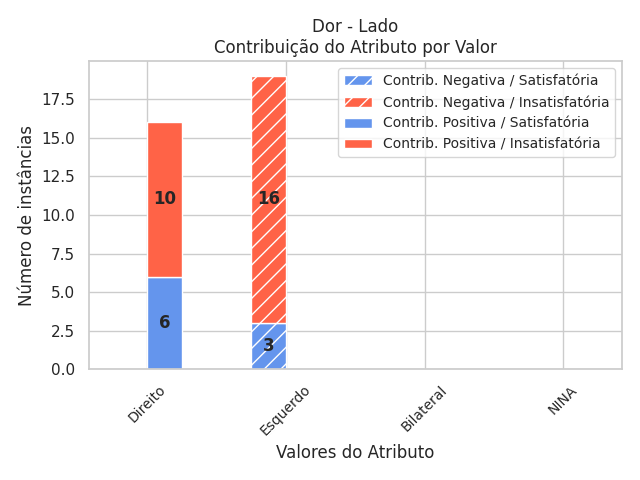 Dor - Lado
Contribuição do Atributo por Valor
Contrib. Negativa / Satisfatória
Contrib. Negativa / Insatisfatória
Contrib. Positiva / Satisfatória
Contrib. Positiva / Insatisfatória
Número de instâncias
17.5
15.0
12.5
10.0
7.5
5.0
2.5
0.0
10
16
6
3
Direito
Esquerdo
Bilateral
NINA
Valores do Atributo